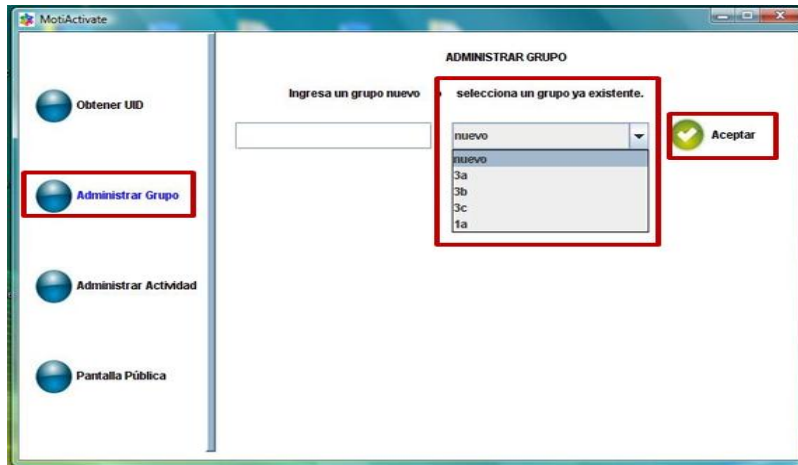 MotiActivate
ADMINISTRAR GRUPO
Ingresa un grupo nuevo o selecciona un grupo ya existente.
Obtener UID
nuevo
Aceptar
nuevo
3a
Administrar Grupo
3b
3c
1a
Administrar Actividad
Pantalla Pública